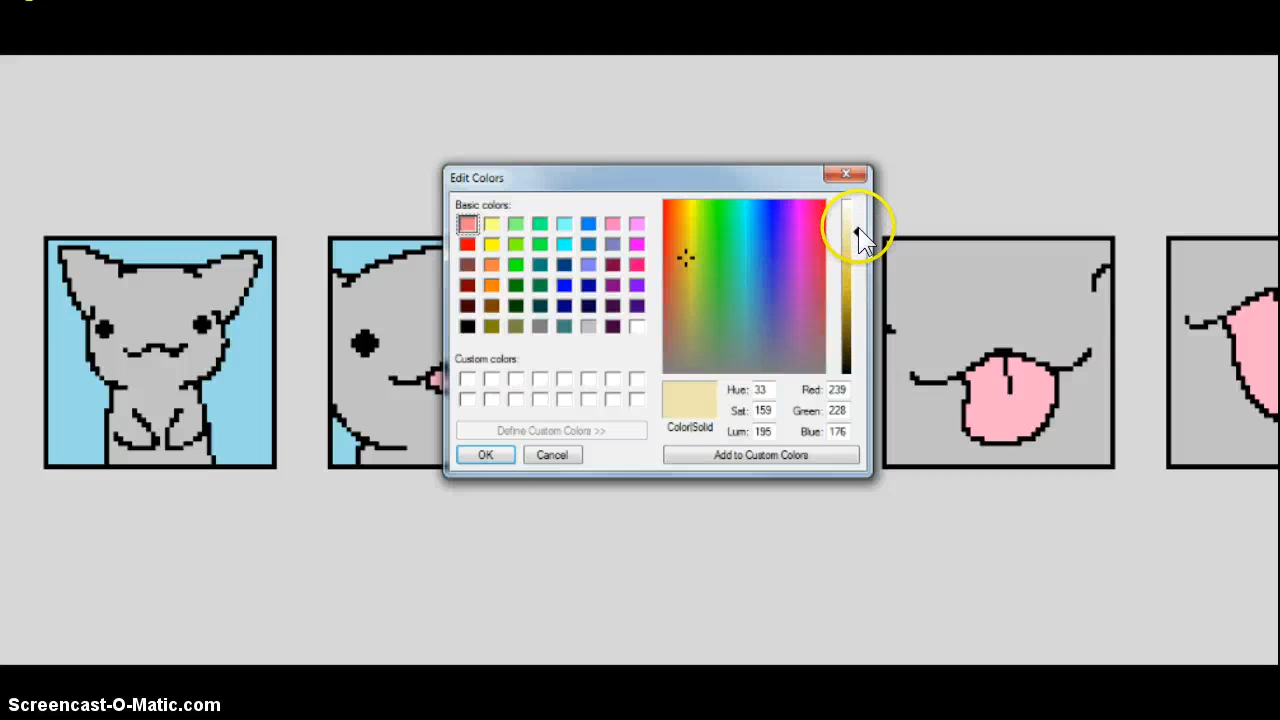 Edit Colors
Basic colors:
Custom colors:
Define Custom Colors >>
OK Cancel
Hue: 33 Red: 239
Sat: 159 Green: 228
Color|Solid Lum: 195 Blue: 176
Add to Custom Colors
Screencast-O-Matic.com